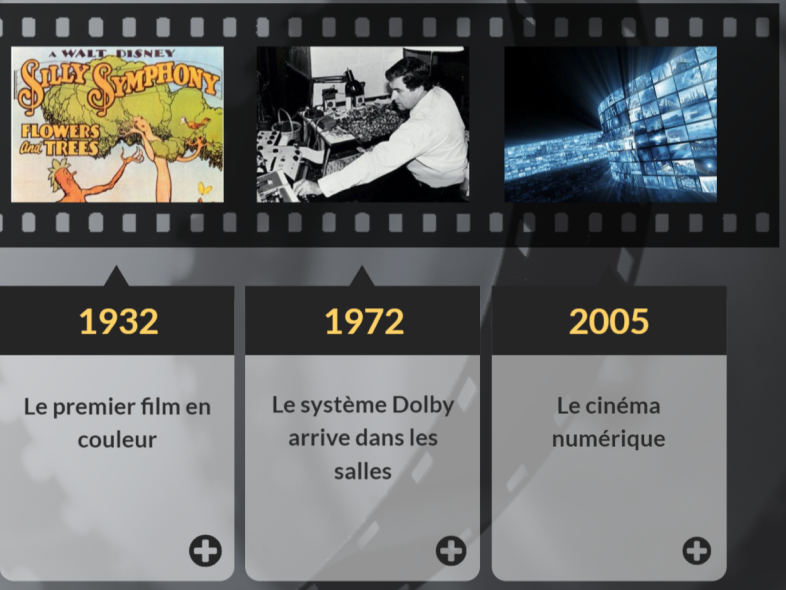 A WALT DISNEY
SILLY SYMPHONY
FLOWERS
and TREES
1932
1972
2005
Le premier film en
couleur
Le système Dolby
arrive dans les
salles
Le cinéma
numérique